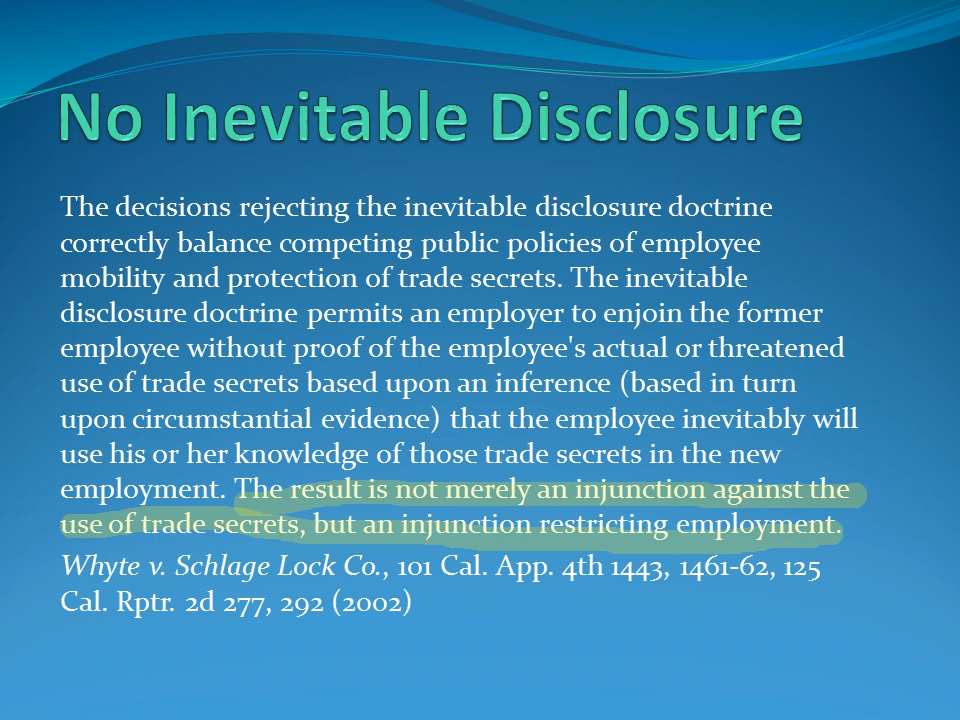 No Inevitable Disclosure
The decisions rejecting the inevitable disclosure doctrine
correctly balance competing public policies of employee
mobility and protection of trade secrets. The inevitable
disclosure doctrine permits an employer to enjoin the former
employee without proof of the employee's actual or threatened
use of trade secrets based upon an inference (based in turn
upon circumstantial evidence) that the employee inevitably will
use his or her knowledge of those trade secrets in the new
employment. The result is not merely an injunction against the
use of trade secrets, but an injunction restricting employment.
Whyte v. Schlage Lock Co., 101 Cal. App. 4th 1443, 1461-62, 125
Cal. Rptr. 2d 277, 292 (2002)